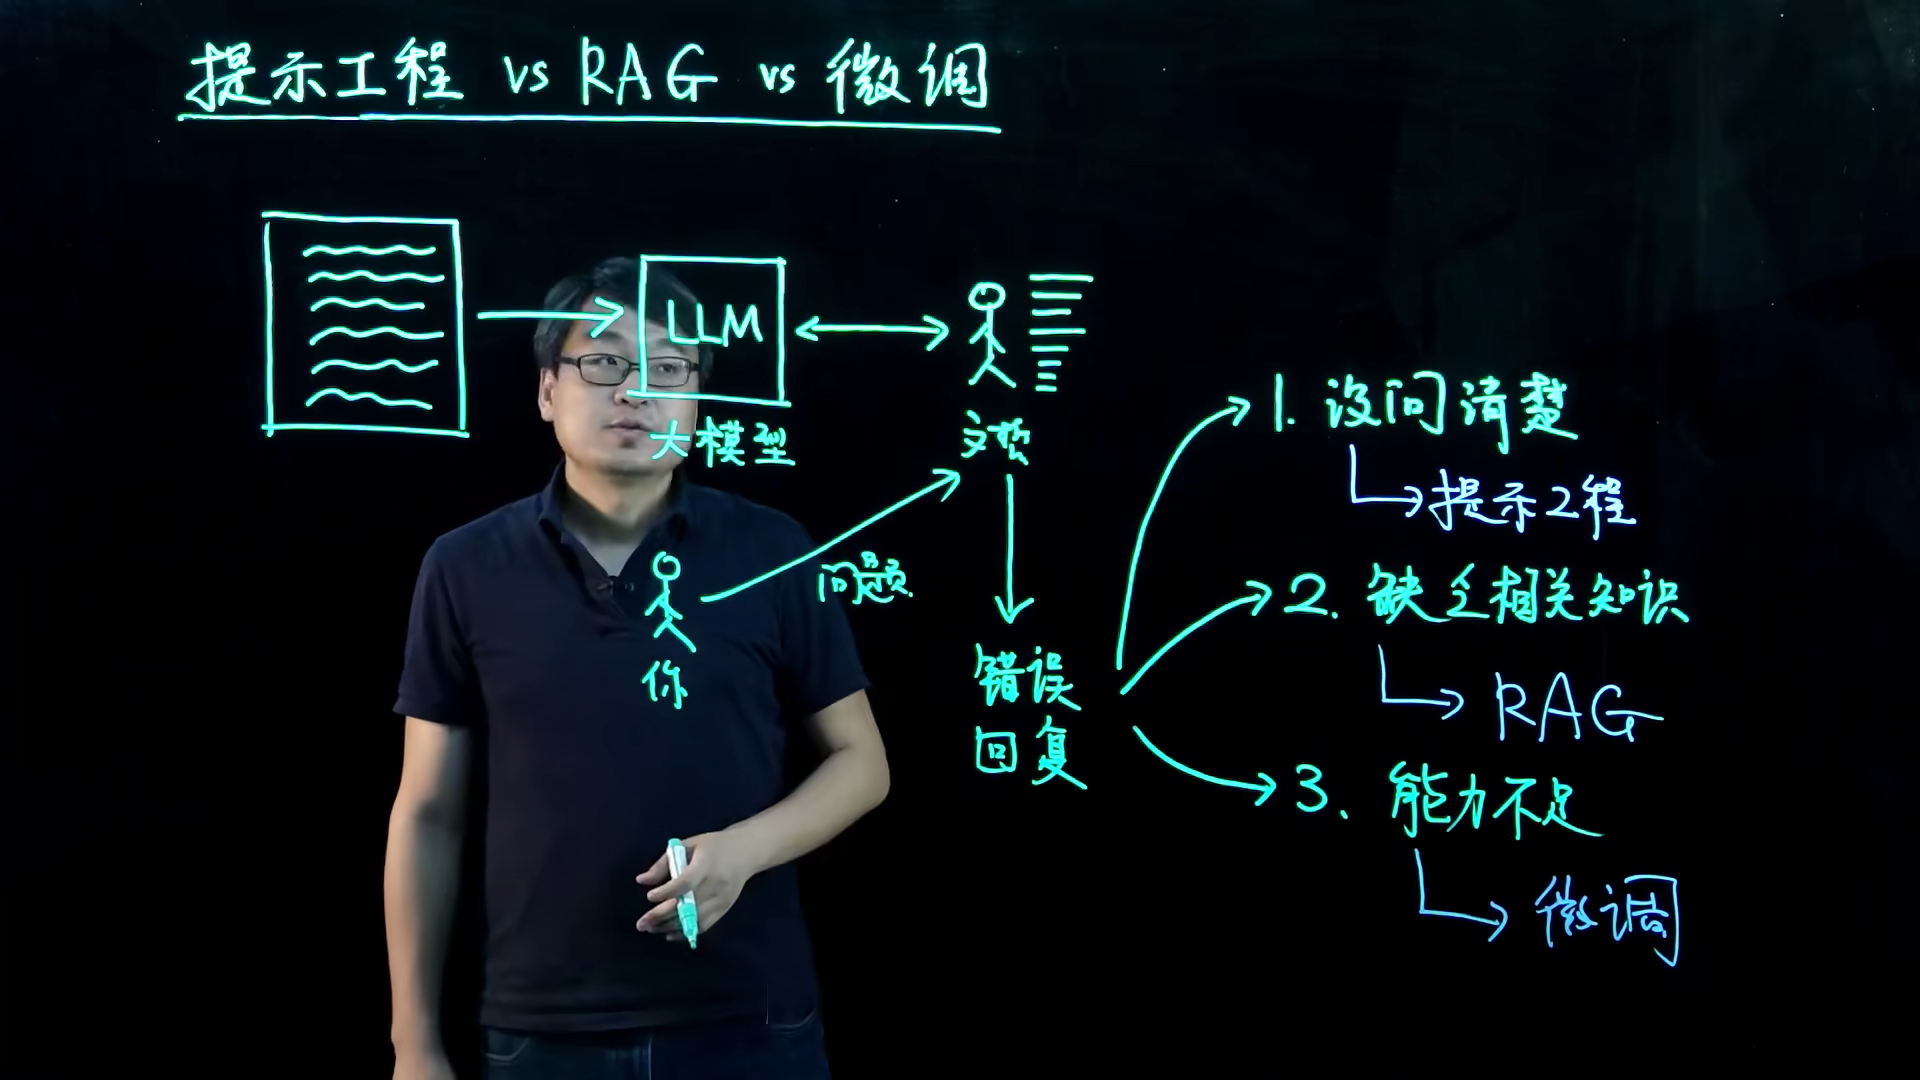 提示工程 vs RAG vs 微调
LLM
大模型
你
问题
错误
回复
1. 没问清楚
提示工程
2. 缺乏相关知识
RAG
3. 能力不足
微调